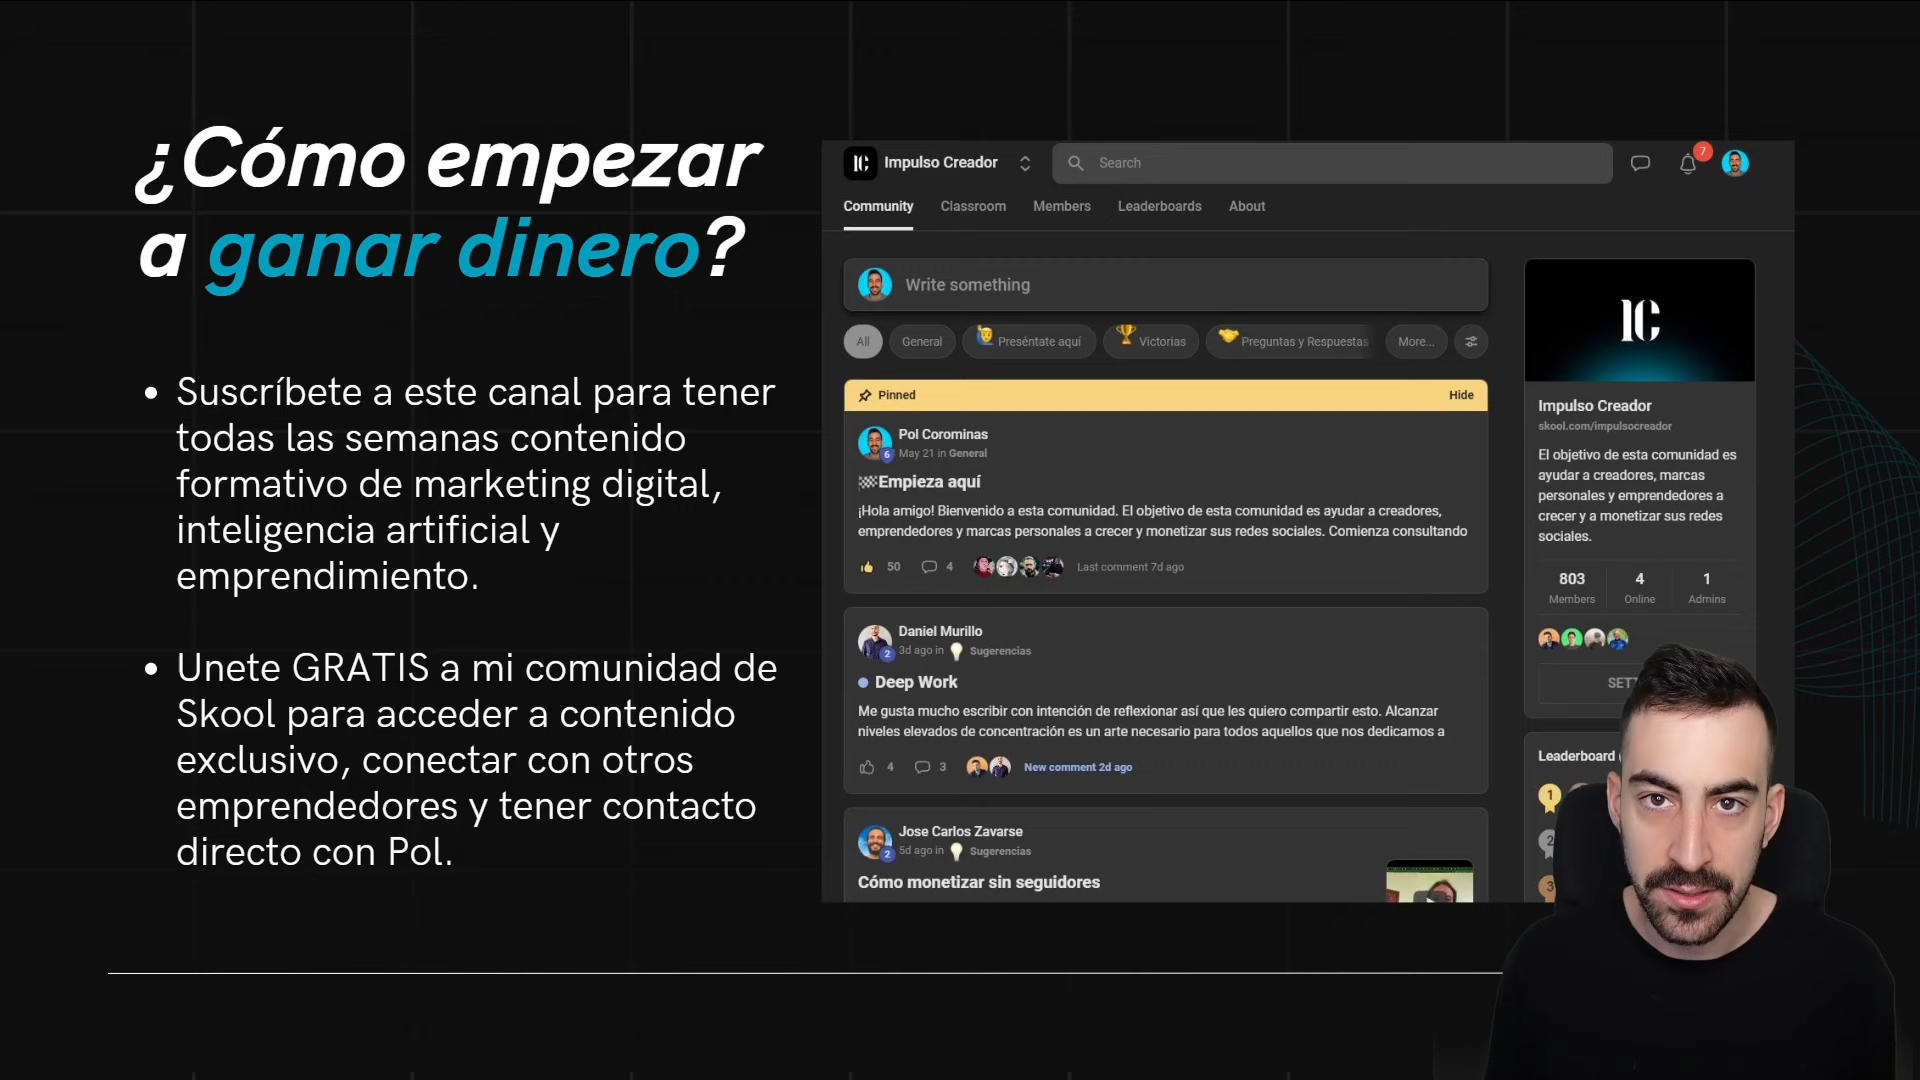 ¿Cómo empezar
a ganar dinero?
Suscríbete a este canal para tener
todas las semanas contenido
formativo de marketing digital,
inteligencia artificial y
emprendimiento.
Unete GRATIS a mi comunidad de
Skool para acceder a contenido
exclusivo, conectar con otros
emprendedores y tener contacto
directo con Pol.
IC Impulso Creador
Search
7
Community Classroom Members Leaderboards About
Write something
All General Preséntate aquí Victorias Preguntas y Respuestas More...
Pinned Hide
Pol Corominas
6 May 21 in General
Empieza aquí
¡Hola amigo! Bienvenido a esta comunidad. El objetivo de esta comunidad es ayudar a creadores,
emprendedores y marcas personales a crecer y monetizar sus redes sociales. Comienza consultando
50 4 Last comment 7d ago
Daniel Murillo
2 3d ago in Sugerencias
Deep Work
Me gusta mucho escribir con intención de reflexionar así que les quiero compartir esto. Alcanzar
niveles elevados de concentración es un arte necesario para todos aquellos que nos dedicamos a
4 3 New comment 2d ago
Jose Carlos Zavarse
2 5d ago in Sugerencias
Cómo monetizar sin seguidores
IC
Impulso Creador
skool.com/impulsocreador
El objetivo de esta comunidad es
ayudar a creadores, marcas
personales y emprendedores a
crecer y a monetizar sus redes
sociales.
803 4 1
Members Online Admins
SETT
Leaderboard
1
2
3